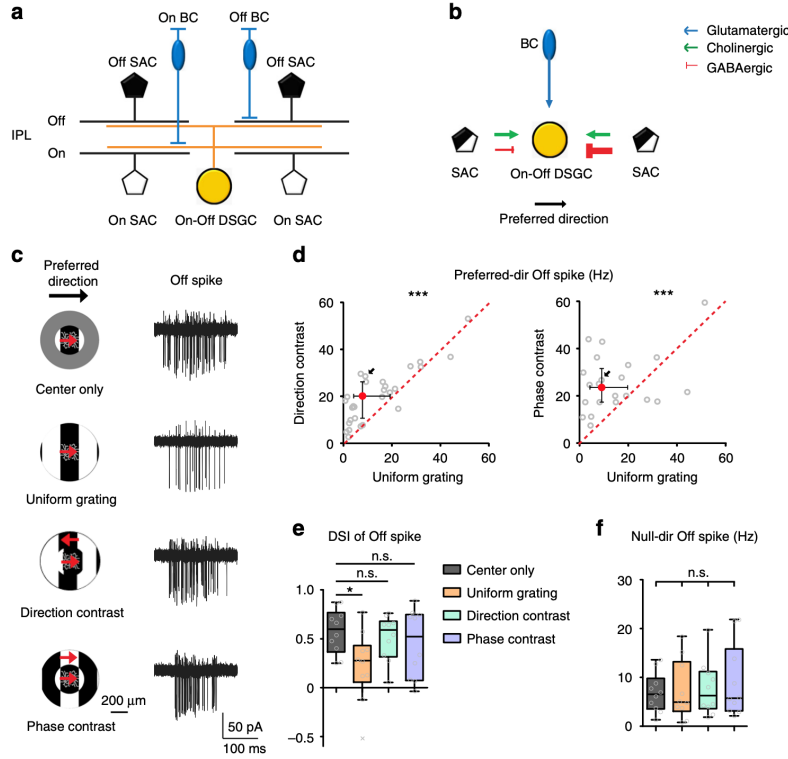 a
On BC
Off BC
Off SAC
Off SAC
Off
IPL
On
On SAC
On-Off DSGC
On SAC
b
BC
Glutamatergic
Cholinergic
GABAergic
SAC
On-Off DSGC
SAC
Preferred direction
c
Preferred
direction
Off spike
Center only
Uniform grating
Direction contrast
Phase contrast
200 µm
50 pA
100 ms
d
Preferred-dir Off spike (Hz)
***
60
40
20
0
Direction contrast
0
20
40
60
Uniform grating
***
60
40
20
0
Phase contrast
0
20
40
60
Uniform grating
e
DSI of Off spike
n.s.
n.s.
*
1.0
0.5
0
–0.5
Center only
Uniform grating
Direction contrast
Phase contrast
f
Null-dir Off spike (Hz)
n.s.
30
20
10
0